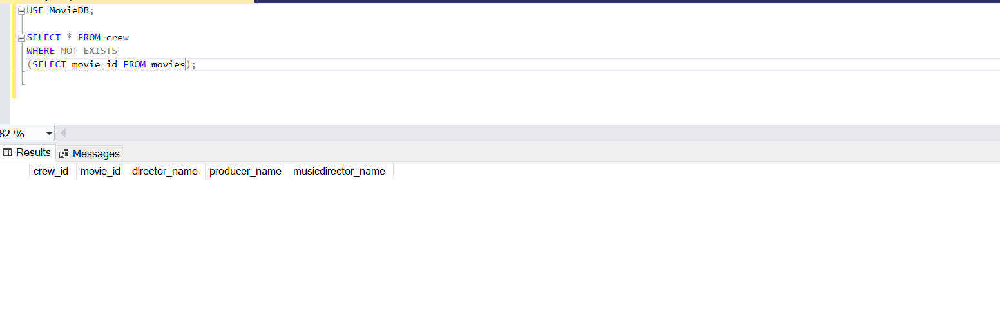 USE MovieDB;
SELECT * FROM crew
WHERE NOT EXISTS
(SELECT movie_id FROM movies);
82 %
Results Messages
crew_id movie_id director_name producer_name musicdirector_name